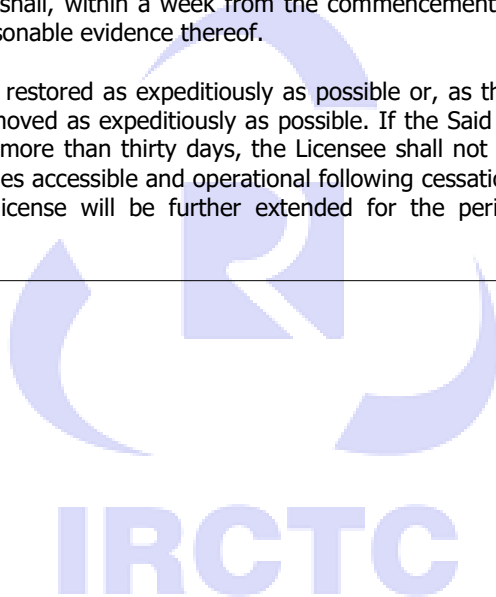 shall, within a week from the commencement
sonable evidence thereof.
restored as expeditiously as possible or, as th
moved as expeditiously as possible. If the Said
more than thirty days, the Licensee shall not
es accessible and operational following cessatio
icense will be further extended for the peri
R
IRCTC